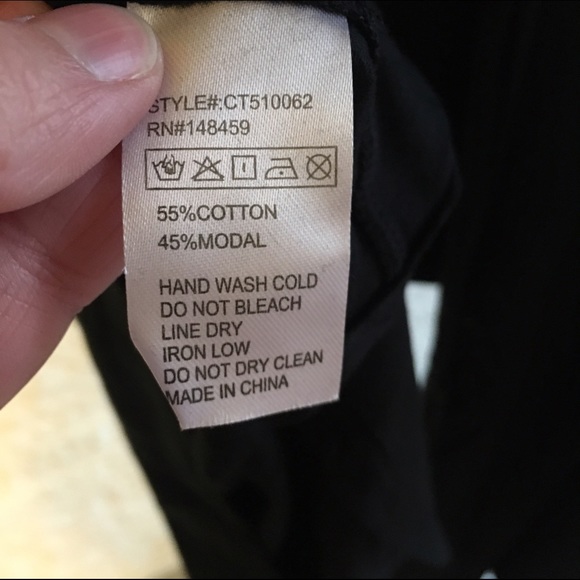 STYLE#:CT510062
RN#148459
55%COTTON
45%MODAL
HAND WASH COLD
DO NOT BLEACH
LINE DRY
IRON LOW
DO NOT DRY CLEAN
MADE IN CHINA